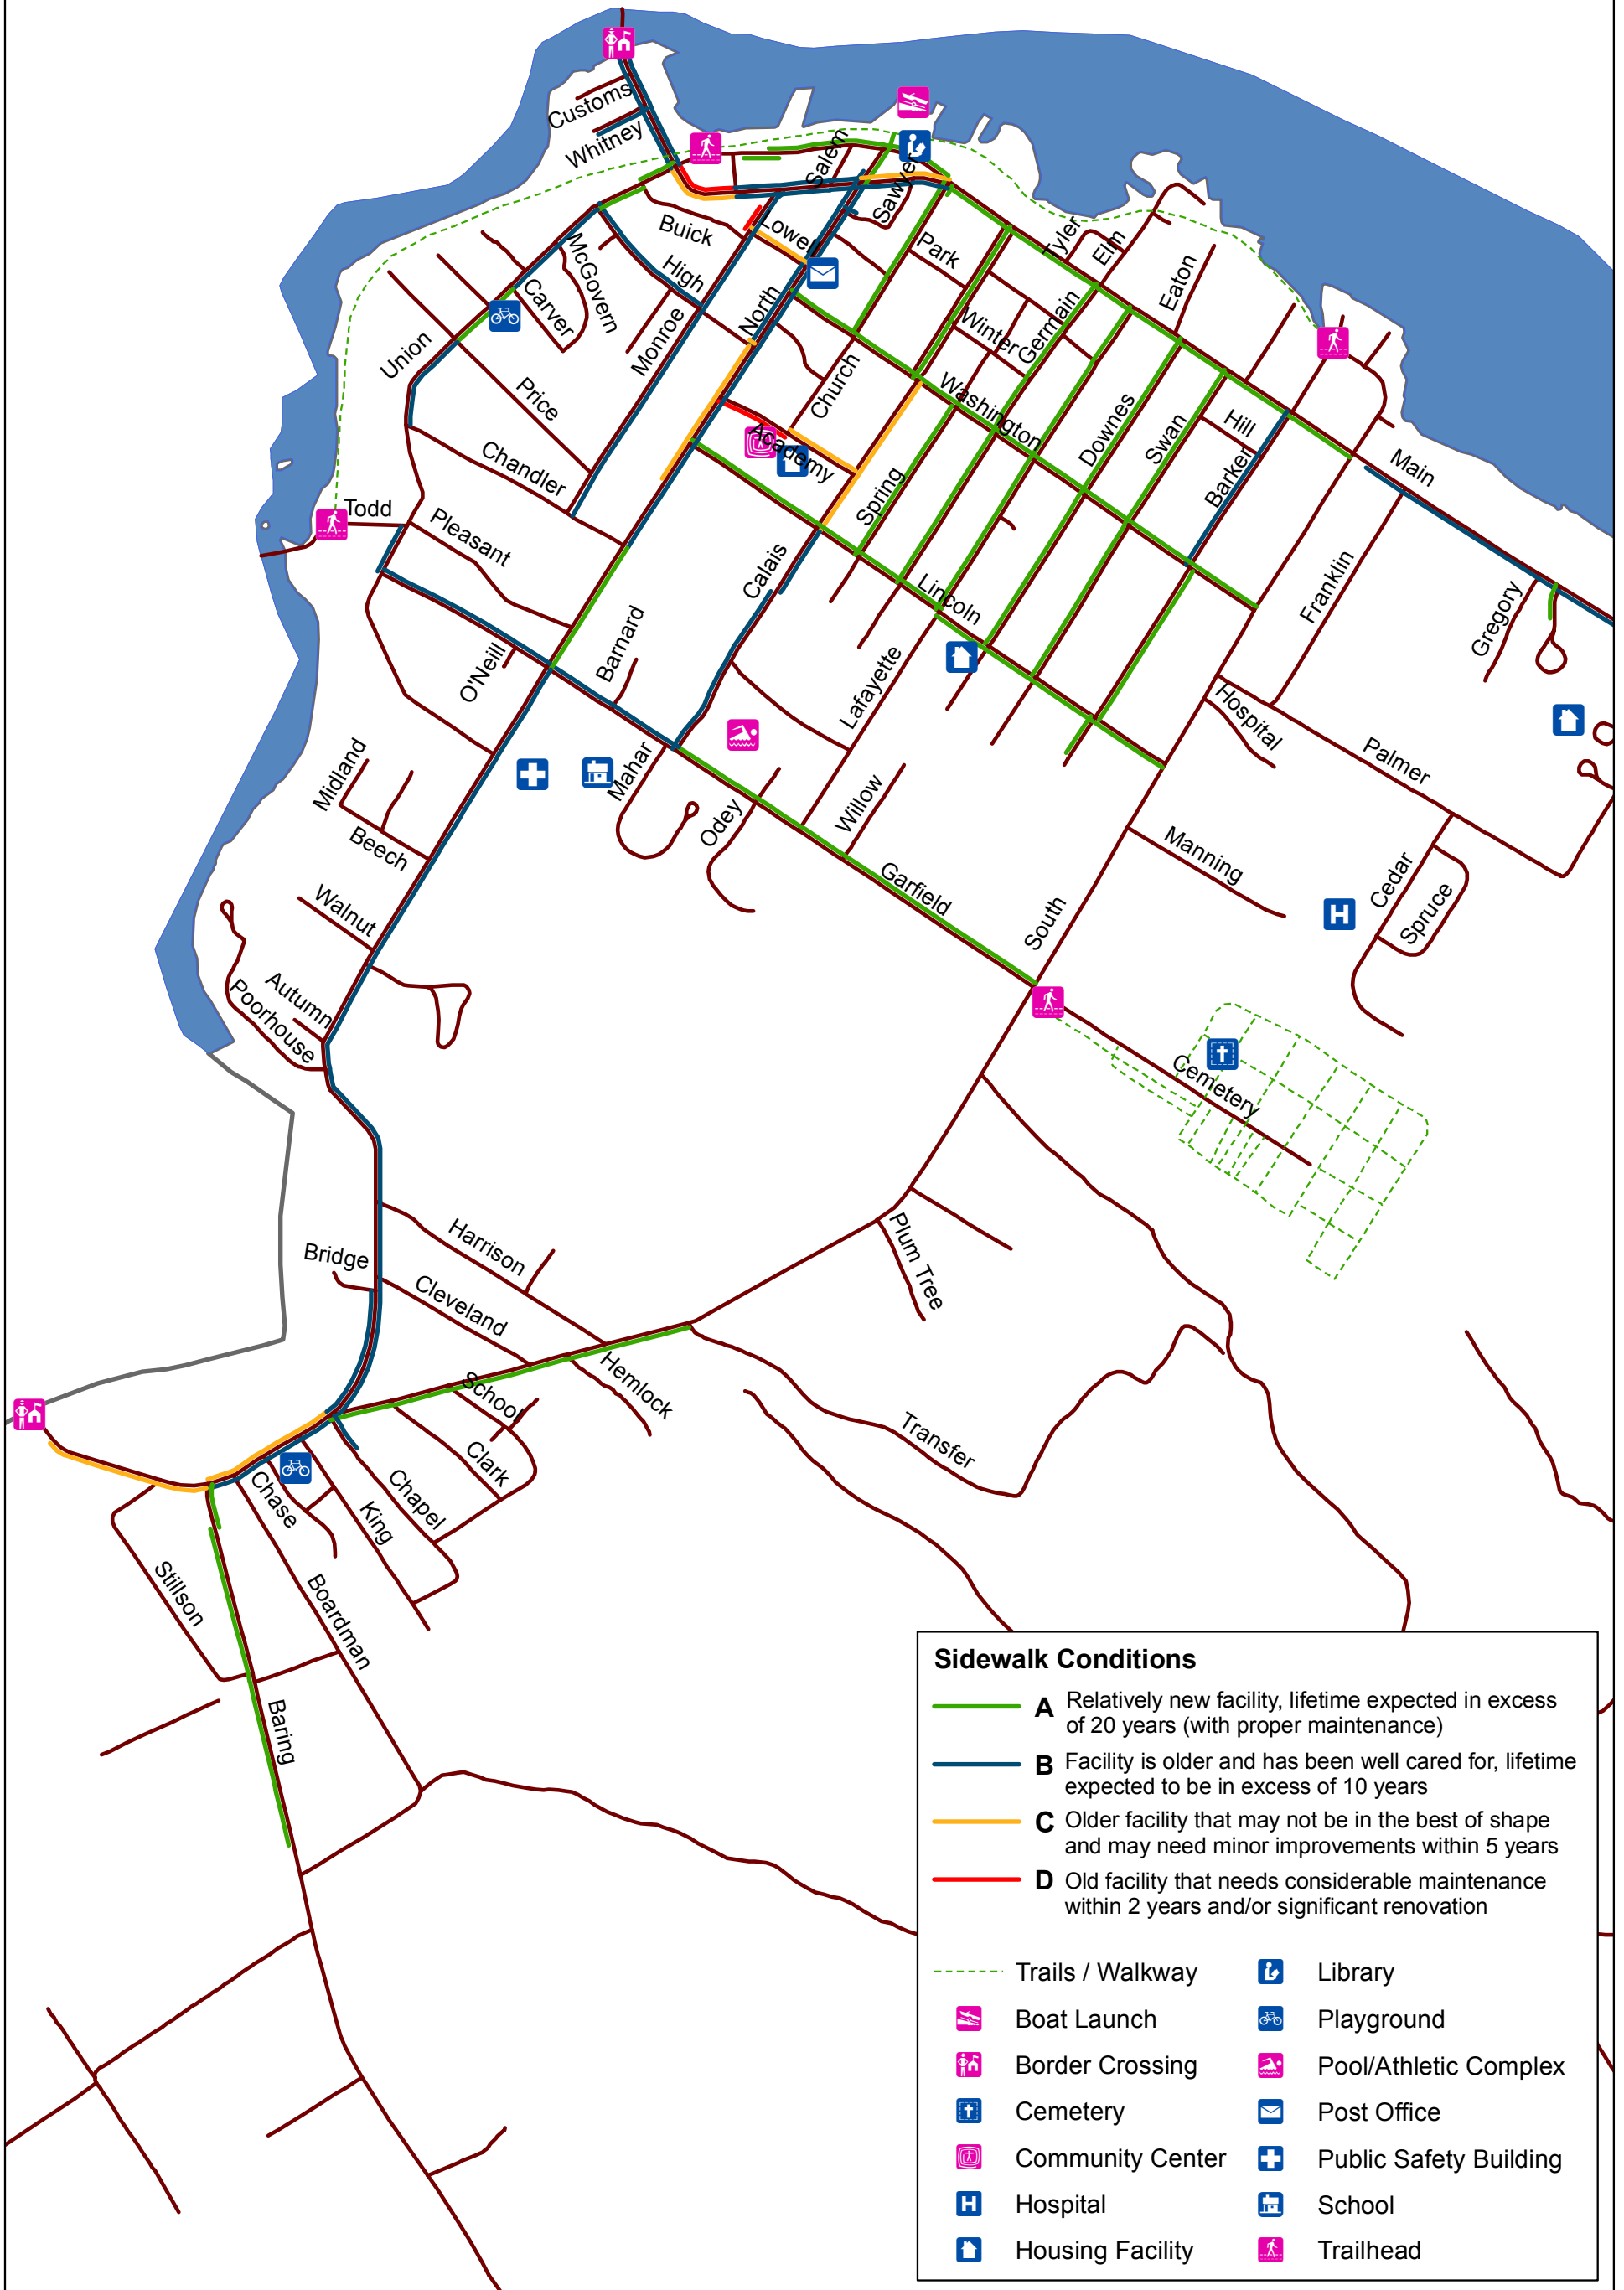 Customs
Whitney
Salem
Sawyer
Buick
Lowell
Park
Tyler
Elm
McGovern
High
Eaton
Carver
North
Germain
Winter
Union
Monroe
Price
Church
Washington
Downes
Swan
Hill
Academy
Main
Chandler
Spring
Barker
Todd
Pleasant
Calais
Lincoln
Franklin
Gregory
Barnard
O'Neill
Lafayette
Hospital
Palmer
Midland
Mahar
Odey
Willow
Beech
Manning
Garfield
Cedar
Spruce
Walnut
South
Autumn
Poorhouse
Cemetery
Harrison
Bridge
Plum Tree
Cleveland
School
Hemlock
Transfer
Clark
Chase
King
Chapel
Stillson
Boardman
Baring
Sidewalk Conditions
A Relatively new facility, lifetime expected in excess
of 20 years (with proper maintenance)
B Facility is older and has been well cared for, lifetime
expected to be in excess of 10 years
C Older facility that may not be in the best of shape
and may need minor improvements within 5 years
D Old facility that needs considerable maintenance
within 2 years and/or significant renovation
Trails / Walkway
Boat Launch
Border Crossing
Cemetery
Community Center
H Hospital
Housing Facility
Library
Playground
Pool/Athletic Complex
Post Office
Public Safety Building
School
Trailhead
H